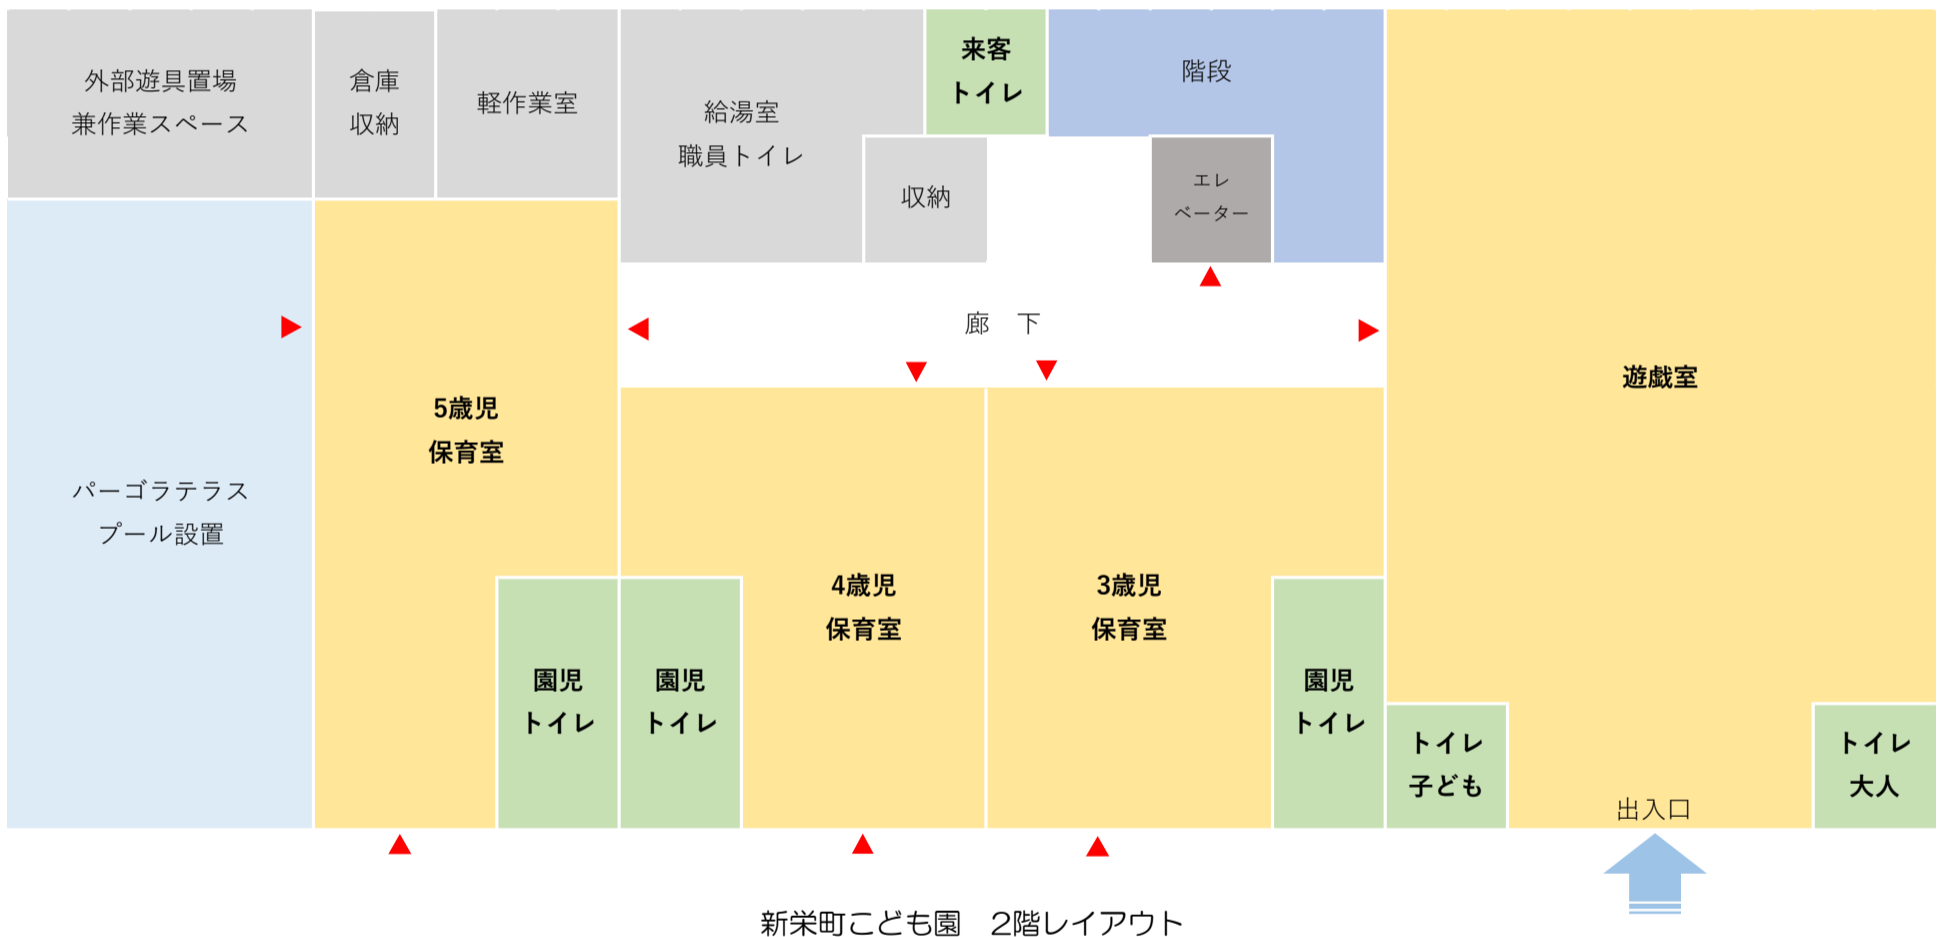 外部遊具置場
兼作業スペース
倉庫
収納
軽作業室
給湯室
職員トイレ
収納
来客
トイレ
階段
エレ
ベーター
廊　下
遊戯室
パーゴラテラス
プール設置
5歳児
保育室
園児
トイレ
園児
トイレ
4歳児
保育室
3歳児
保育室
園児
トイレ
トイレ
子ども
出入口
トイレ
大人
新栄町こども園　2階レイアウト